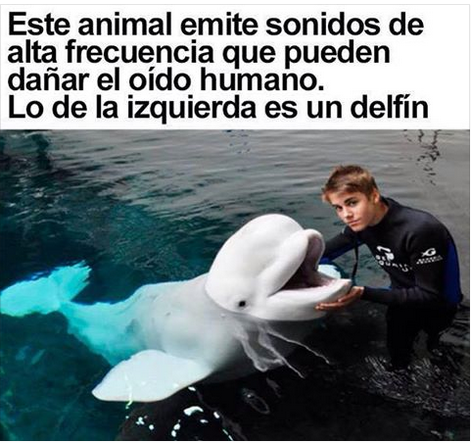 Este animal emite sonidos de
alta frecuencia que pueden
dañar el oído humano.
Lo de la izquierda es un delfín